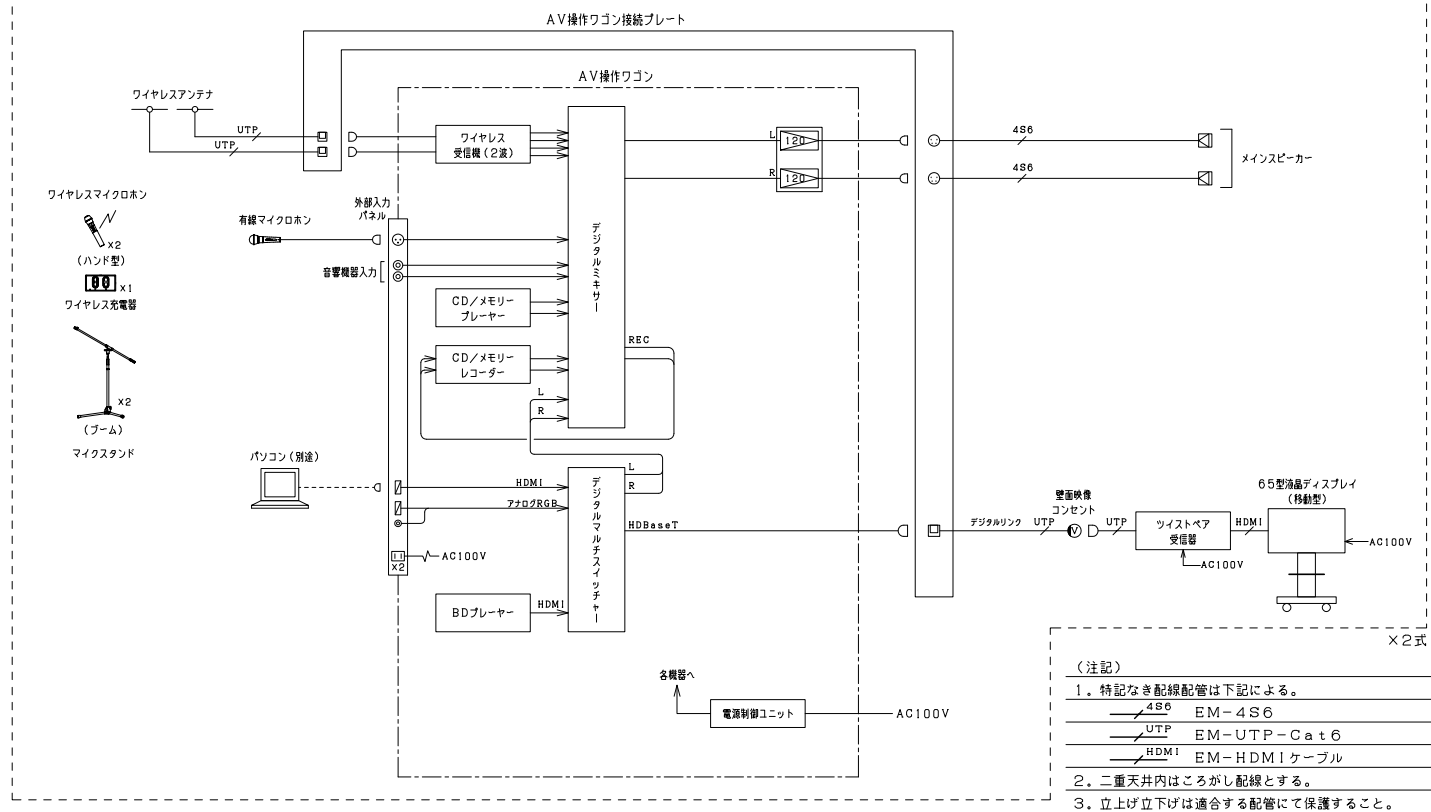 AV操作ワゴン接続プレート
AV操作ワゴン
ワイヤレスアンテナ
UTP
UTP
ワイヤレス
受信機(2波)
L
120
R
120
4S6
4S6
メインスピーカー
ワイヤレスマイクロホン
×2
(ハンド型)
×1
ワイヤレス充電器
×2
(ブーム)
マイクスタンド
有線マイクロホン
外部入力
パネル
音響機器入力
デジタルミキサー
CD/メモリー
プレーヤー
CD/メモリー
レコーダー
REC
L
R
パソコン(別途)
HDMI
アナログRGB
×2
AC100V
デジタルマルチスイッチャー
L
R
HDBaseT
BDプレーヤー
HDMI
デジタルリンク
UTP
壁面映像
コンセント
V
UTP
ツイストペア
受信器
AC100V
HDMI
65型液晶ディスプレイ
(移動型)
AC100V
各機器へ
電源制御ユニット
AC100V
×2式
(注記)
1。特記なき配線配管は下記による。
4S6 EM-4S6
UTP EM-UTP-Cat6
HDMI EM-HDMIケーブル
2。二重天井内はころがし配線とする。
3。立上げ立下げは適合する配管にて保護すること。